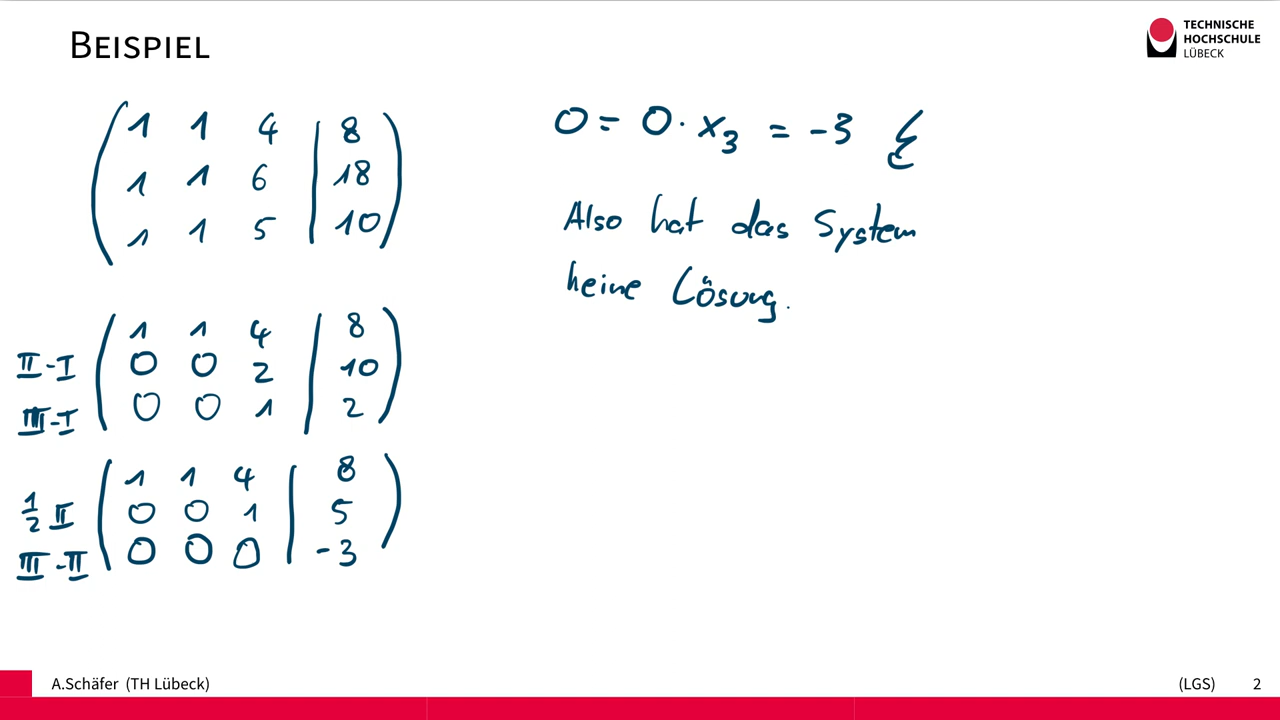 BEISPIEL
TECHNISCHE
HOCHSCHULE
LÜBECK
1 1 4 | 8
1 1 6 | 18
1 1 5 | 10
1 1 4 | 8
II-I 0 0 2 | 10
III-I 0 0 1 | 2
1 1 4 | 8
1/2 II 0 0 1 | 5
III-II 0 0 0 | -3
0 = 0 · x₃ = -3 ↯
Also hat das System
keine Lösung.
A.Schäfer (TH Lübeck)
(LGS) 2